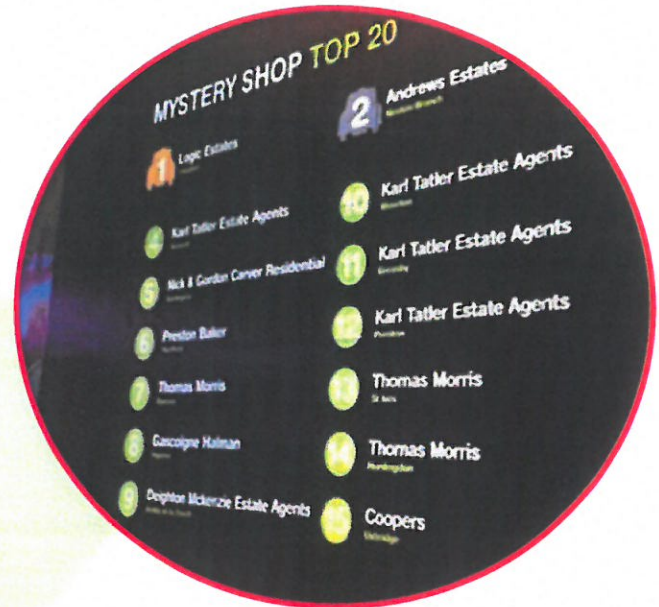 MYSTERY SHOP TOP 20
1 Logic Estates
4 Karl Tatler Estate Agents
5 Nick & Gordon Carver Residential
6 Preston Baker
7 Thomas Morris
8 Gascoigne Halman
9 Deighton Mckenzie Estate Agents
2 Andrews Estates
10 Karl Tatler Estate Agents
11 Karl Tatler Estate Agents
12 Karl Tatler Estate Agents
13 Thomas Morris
St Ives
14 Thomas Morris
Huntingdon
15 Coopers
Uxbridge